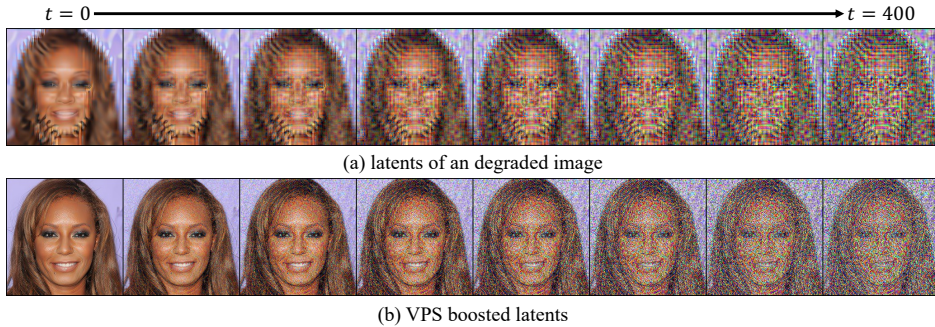 t = 0 t = 400
(a) latents of an degraded image
(b) VPS boosted latents